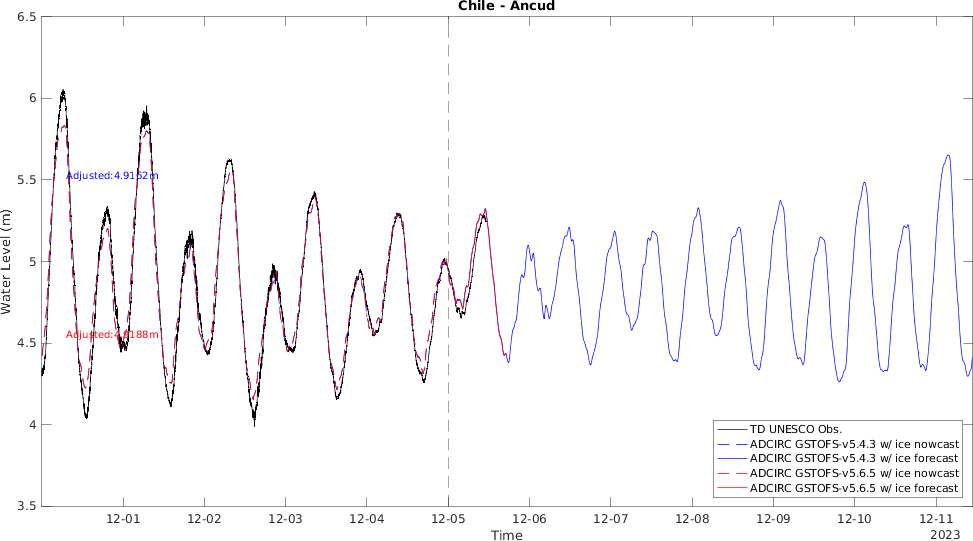 Chile - Ancud
6.5
6
5.5
5
4.5
4
3.5
Water Level (m)
Adjusted:4.9152m
Adjusted:4.9188m
TD UNESCO Obs.
ADCIRC GSTOFS-v5.4.3 w/ ice nowcast
ADCIRC GSTOFS-v5.4.3 w/ ice forecast
ADCIRC GSTOFS-v5.6.5 w/ ice nowcast
ADCIRC GSTOFS-v5.6.5 w/ ice forecast
12-01 12-02 12-03 12-04 12-05 12-06 12-07 12-08 12-09 12-10 12-11
Time
2023